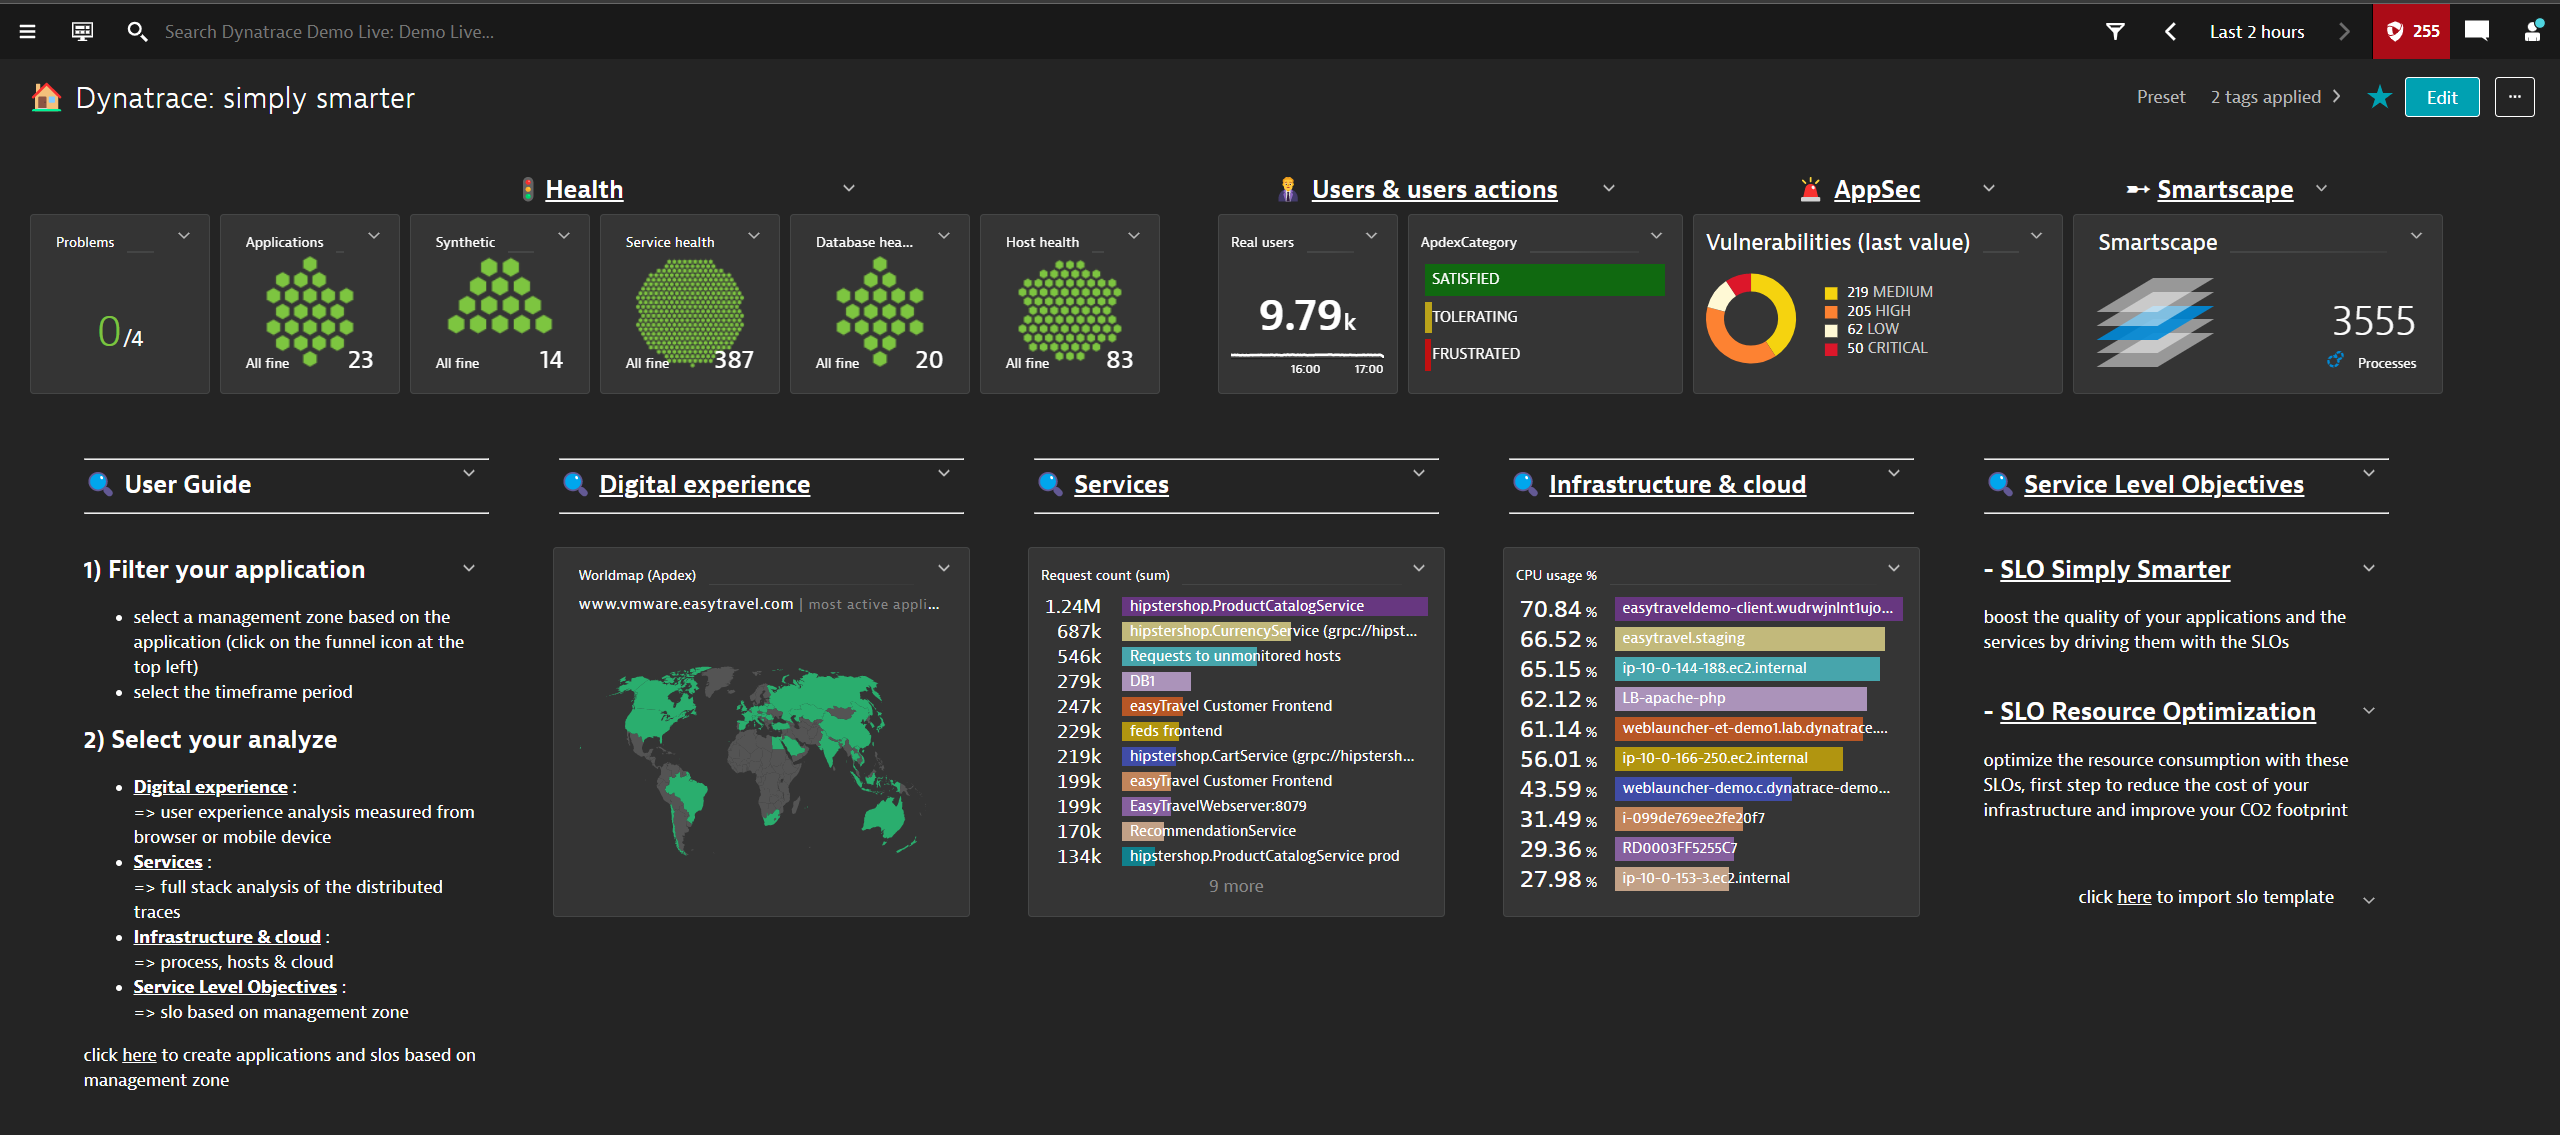 Search Dynatrace Demo Live: Demo Live...
Last 2 hours
255
Dynatrace: simply smarter
Preset
2 tags applied
Edit
Health
Users & users actions
AppSec
Smartscape
Problems
0/4
Applications
All fine
23
Synthetic
All fine
14
Service health
All fine
387
Database hea...
All fine
20
Host health
All fine
83
Real users
9.79k
16:00
17:00
ApdexCategory
SATISFIED
TOLERATING
FRUSTRATED
Vulnerabilities (last value)
219 MEDIUM
205 HIGH
62 LOW
50 CRITICAL
Smartscape
3555
Processes
User Guide
1) Filter your application
• select a management zone based on the
application (click on the funnel icon at the
top left)
• select the timeframe period
2) Select your analyze
• Digital experience :
=> user experience analysis measured from
browser or mobile device
• Services :
=> full stack analysis of the distributed
traces
• Infrastructure & cloud :
=> process, hosts & cloud
• Service Level Objectives :
=> slo based on management zone
click here to create applications and slos based on
management zone
Digital experience
Worldmap (Apdex)
www.vmware.easytravel.com | most active appli...
Services
Request count (sum)
1.24M hipstershop.ProductCatalogService
687k hipstershop.CurrencyService (grpc://hipst...
546k Requests to unmonitored hosts
279k DB1
247k easyTravel Customer Frontend
229k feds frontend
219k hipstershop.CartService (grpc://hipstersh...
199k easyTravel Customer Frontend
199k EasyTravelWebserver:8079
170k RecommendationService
134k hipstershop.ProductCatalogService prod
9 more
Infrastructure & cloud
CPU usage %
70.84 % easytraveldemo-client.wudrwjnlnt1ujo...
66.52 % easytravel.staging
65.15 % ip-10-0-144-188.ec2.internal
62.12 % LB-apache-php
61.14 % weblauncher-et-demo1.lab.dynatrace....
56.01 % ip-10-0-166-250.ec2.internal
43.59 % weblauncher-demo.c.dynatrace-demo...
31.49 % i-099de769ee2fe20f7
29.36 % RD0003FF5255C7
27.98 % ip-10-0-153-3.ec2.internal
Service Level Objectives
- SLO Simply Smarter
boost the quality of your applications and the
services by driving them with the SLOs
- SLO Resource Optimization
optimize the resource consumption with these
SLOs, first step to reduce the cost of your
infrastructure and improve your CO2 footprint
click here to import slo template